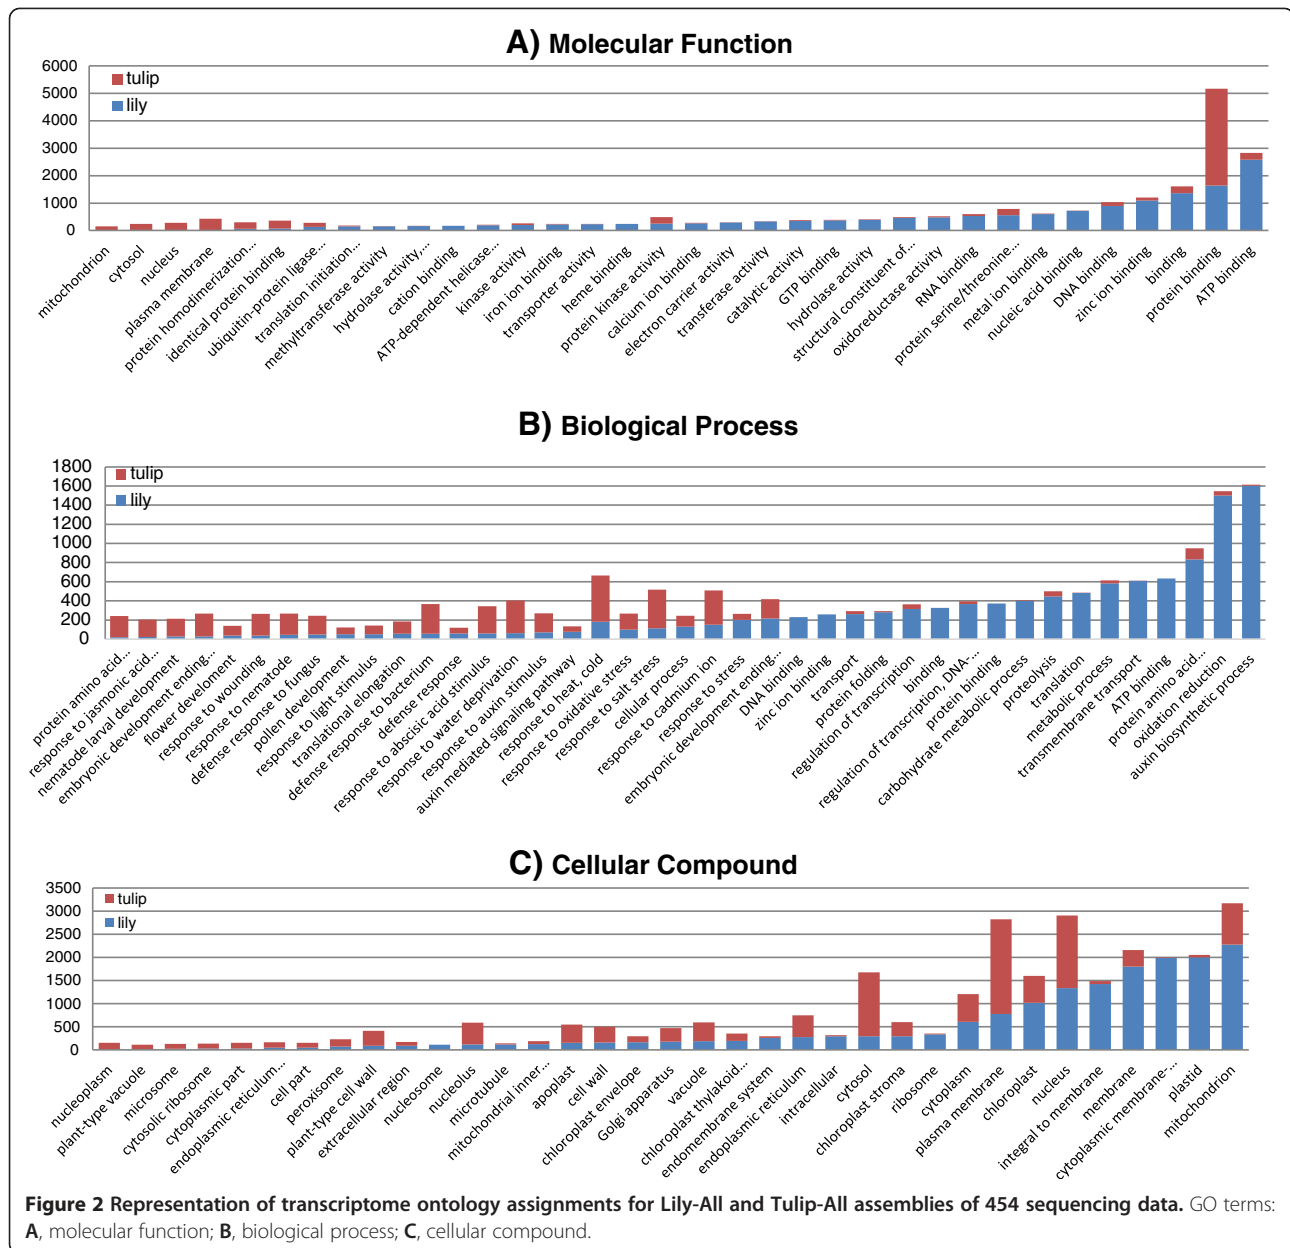 A) Molecular Function
6000
5000
4000
3000
2000
1000
0
tulip
lily
mitochondrion
cytosol
nucleus
plasma membrane
protein homodimerization...
identical protein binding
ubiquitin-protein ligase...
translation initiation...
methyltransferase activity
hydrolase activity,...
cation binding
ATP-dependent helicase...
kinase activity
iron ion binding
transporter activity
heme binding
protein kinase activity
calcium ion binding
electron carrier activity
transferase activity
catalytic activity
GTP binding
hydrolase activity
structural constituent of...
oxidoreductase activity
RNA binding
protein serine/threonine...
metal ion binding
nucleic acid binding
DNA binding
zinc ion binding
binding
protein binding
ATP binding
B) Biological Process
1800
1600
1400
1200
1000
800
600
400
200
0
tulip
lily
protein amino acid...
response to jasmonic acid...
nematode larval development
embryonic development ending...
flower development
response to wounding
response to nematode
defense response to fungus
pollen development
response to light stimulus
translational elongation
defense response to bacterium
defense response
response to abscisic acid stimulus
response to water deprivation
response to auxin stimulus
auxin mediated signaling pathway
response to heat, cold
response to oxidative stress
response to salt stress
cellular process
response to cadmium ion
response to stress
embryonic development ending...
DNA binding
zinc ion binding
transport
protein folding
regulation of transcription
binding
regulation of transcription, DNA-...
protein binding
carbohydrate metabolic process
proteolysis
translation
metabolic process
transmembrane transport
ATP binding
protein amino acid...
oxidation reduction
auxin biosynthetic process
C) Cellular Compound
3500
3000
2500
2000
1500
1000
500
0
tulip
lily
nucleoplasm
plant-type vacuole
microsome
cytosolic ribosome
cytoplasmic part
endoplasmic reticulum...
cell part
peroxisome
plant-type cell wall
extracellular region
nucleosome
nucleolus
microtubule
mitochondrial inner...
apoplast
cell wall
chloroplast envelope
Golgi apparatus
vacuole
chloroplast thylakoid...
endomembrane system
endoplasmic reticulum
intracellular
cytosol
chloroplast stroma
ribosome
cytoplasm
plasma membrane
chloroplast
nucleus
integral to membrane
membrane
cytoplasmic membrane-...
plastid
mitochondrion
Figure 2 Representation of transcriptome ontology assignments for Lily-All and Tulip-All assemblies of 454 sequencing data. GO terms:
A, molecular function; B, biological process; C, cellular compound.